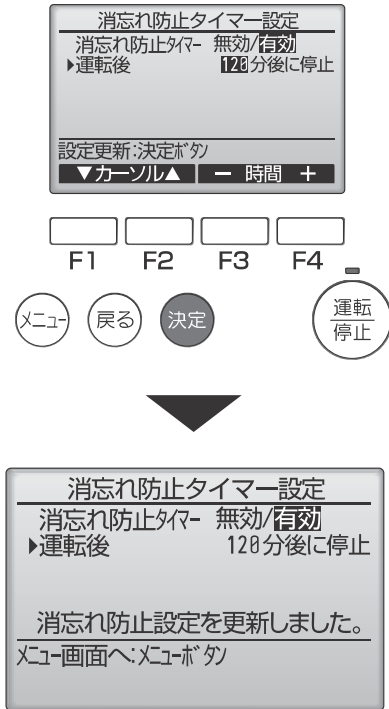 消忘れ防止タイマー設定
消忘れ防止ﾀｲﾏｰ 無効/有効
▶運転後 120分後に停止
設定更新:決定ﾎﾞﾀﾝ
▼カーソル▲ － 時間 ＋
F1 F2 F3 F4
ﾒﾆｭｰ 戻る 決定 運転
停止
消忘れ防止タイマー設定
消忘れ防止ﾀｲﾏｰ 無効/有効
▶運転後 120分後に停止
消忘れ防止設定を更新しました。
ﾒﾆｭｰ画面へ:ﾒﾆｭｰﾎﾞﾀﾝ